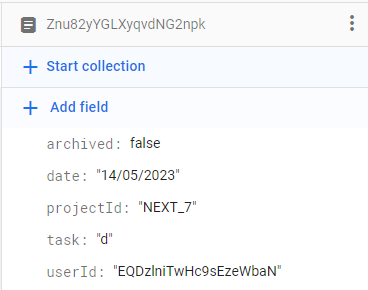 Znu82yYGLXyqvdNG2npk
+ Start collection
+ Add field
archived: false
date: "14/05/2023"
projectId: "NEXT_7"
task: "d"
userId: "EQDzlniTwHc9sEzeWbaN"